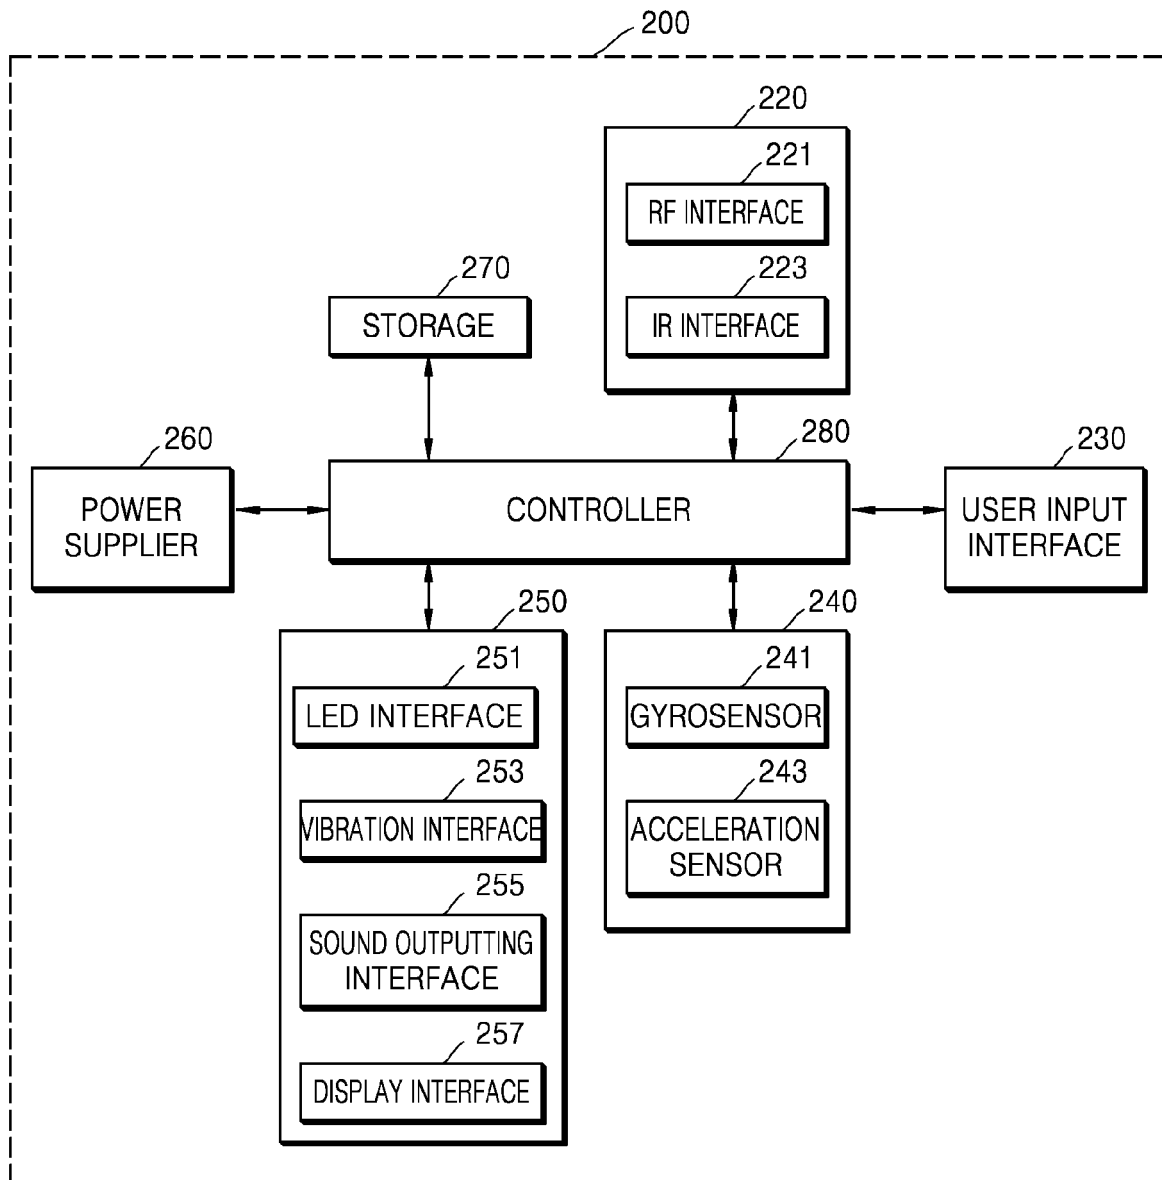 200
220
221
RF INTERFACE
223
IR INTERFACE
270
STORAGE
260
POWER
SUPPLIER
280
CONTROLLER
230
USER INPUT
INTERFACE
250
251
LED INTERFACE
253
VIBRATION INTERFACE
255
SOUND OUTPUTTING
INTERFACE
257
DISPLAY INTERFACE
240
241
GYROSENSOR
243
ACCELERATION
SENSOR